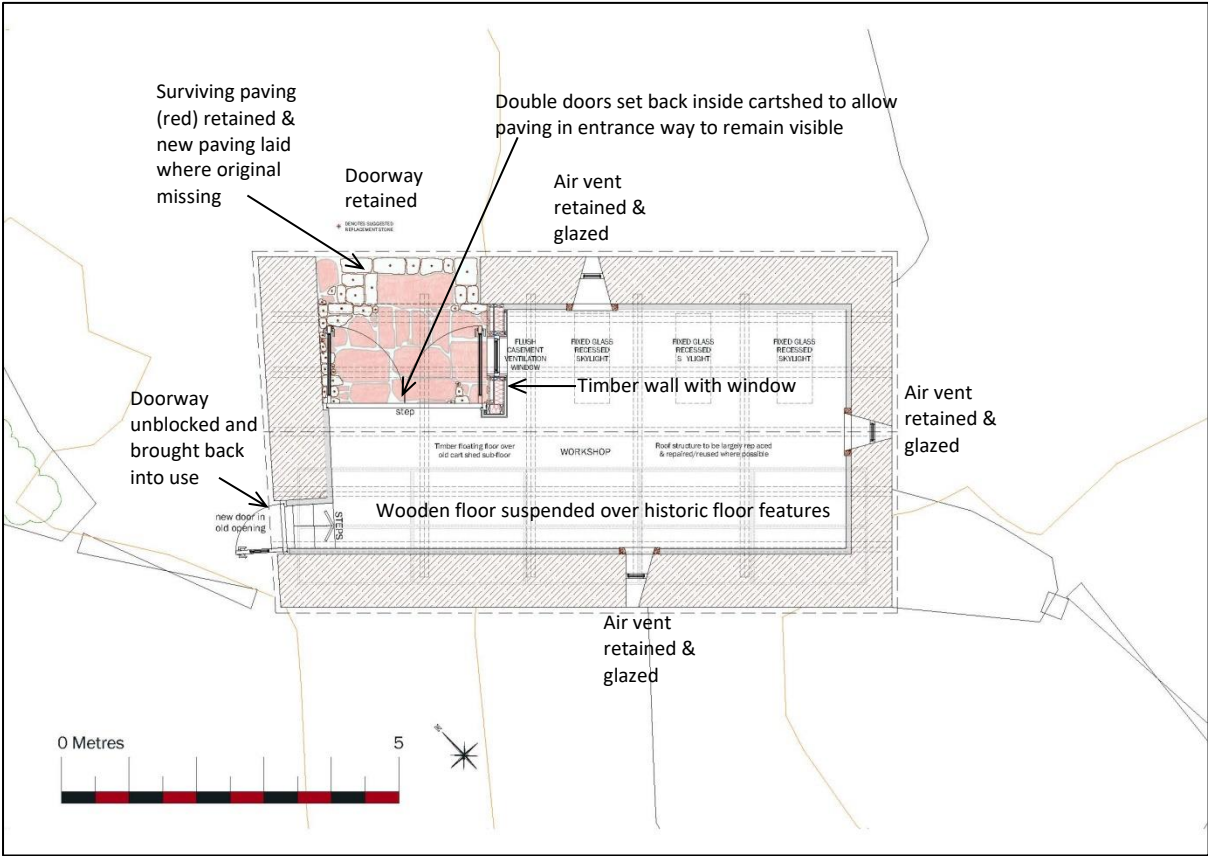 Surviving paving
(red) retained &
new paving laid
where original
missing
Double doors set back inside cartshed to allow
paving in entrance way to remain visible
Doorway
retained
Air vent
retained &
glazed
DENOTES SUGGESTED
REPLACEMENT STONE
FLUSH
CASEMENT
VENTILATION
WINDOW
FIXED GLASS
RECESSED
SKYLIGHT
FIXED GLASS
RECESSED
S YLIGHT
FIXED GLASS
RECESSED
SKYLIGHT
Timber wall with window
Air vent
retained &
glazed
Doorway
unblocked and
brought back
into use
step
Timber floating floor over
old cart shed sub-floor
WORKSHOP
Roof structure to be largely rep aced
& repaired/reused where possible
Wooden floor suspended over historic floor features
new door in
old opening
STEPS
Air vent
retained &
glazed
0 Metres 5
N